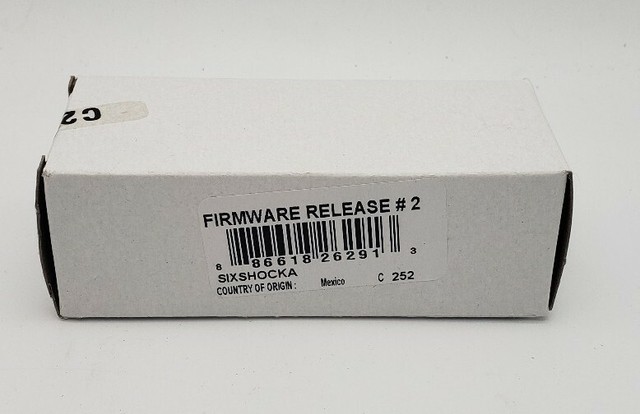 C2
FIRMWARE RELEASE # 2
8 86618 26291 3
SIXSHOCKA
COUNTRY OF ORIGIN : Mexico C 252